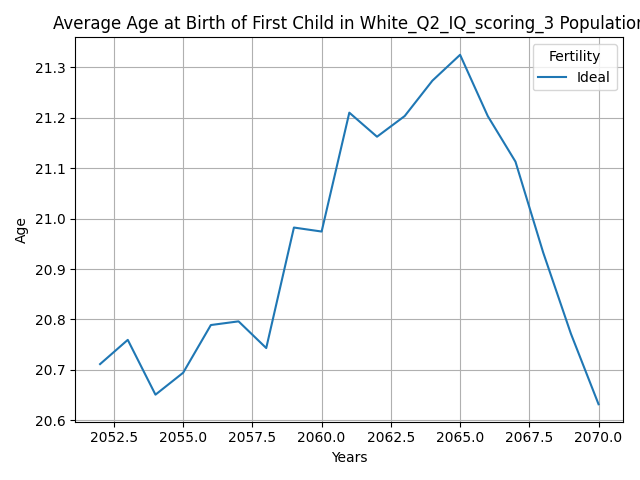 Average Age at Birth of First Child in White_Q2_IQ_scoring_3 Population
Fertility
Ideal
21.3
21.2
21.1
21.0
20.9
20.8
20.7
20.6
Age
2052.5 2055.0 2057.5 2060.0 2062.5 2065.0 2067.5 2070.0
Years